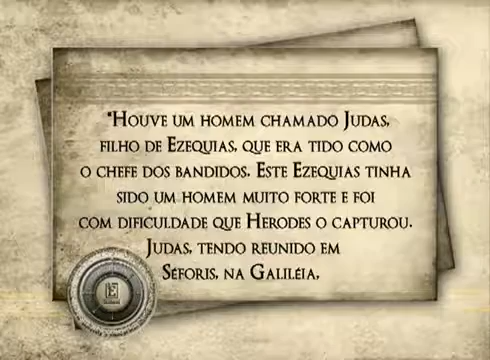 "Houve um homem chamado Judas,
filho de Ezequias, que era tido como
o chefe dos bandidos. Este Ezequias tinha
sido um homem muito forte e foi
com dificuldade que Herodes o capturou.
Judas, tendo reunido em
Séforis, na Galiléia,